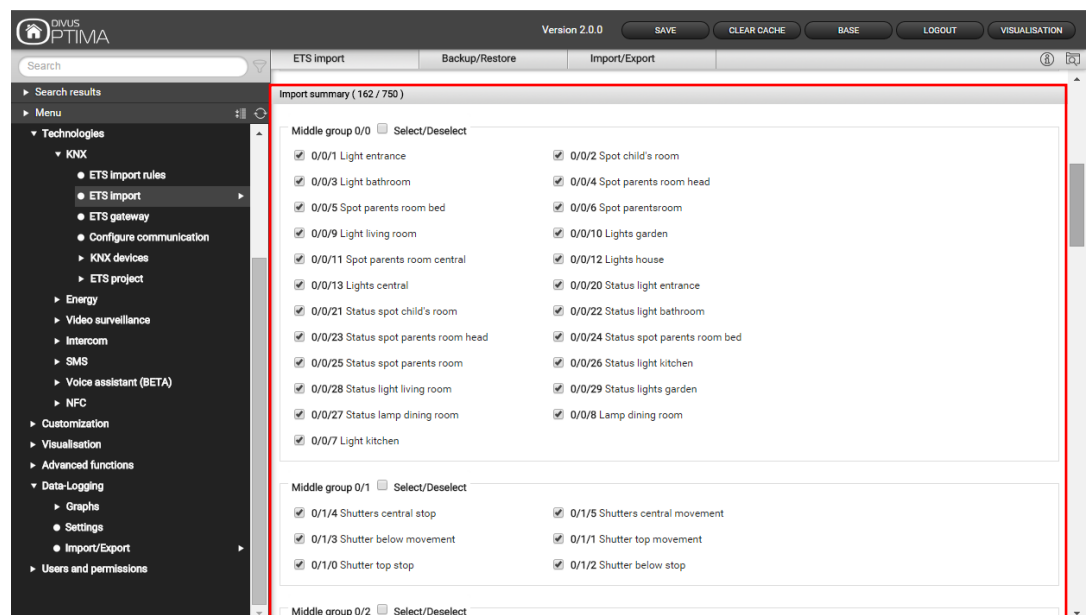 DIVUS
OPTIMA
Version 2.0.0
SAVE
CLEAR CACHE
BASE
LOGOUT
VISUALISATION
Search
ETS import
Backup/Restore
Import/Export
Search results
Menu
Technologies
KNX
ETS import rules
ETS import
ETS gateway
Configure communication
KNX devices
ETS project
Energy
Video surveillance
Intercom
SMS
Voice assistant (BETA)
NFC
Customization
Visualisation
Advanced functions
Data-Logging
Graphs
Settings
Import/Export
Users and permissions
Import summary ( 162 / 750 )
Middle group 0/0 Select/Deselect
0/0/1 Light entrance
0/0/2 Spot child's room
0/0/3 Light bathroom
0/0/4 Spot parents room head
0/0/5 Spot parents room bed
0/0/6 Spot parentsroom
0/0/9 Light living room
0/0/10 Lights garden
0/0/11 Spot parents room central
0/0/12 Lights house
0/0/13 Lights central
0/0/20 Status light entrance
0/0/21 Status spot child's room
0/0/22 Status light bathroom
0/0/23 Status spot parents room head
0/0/24 Status spot parents room bed
0/0/25 Status spot parents room
0/0/26 Status light kitchen
0/0/28 Status light living room
0/0/29 Status lights garden
0/0/27 Status lamp dining room
0/0/8 Lamp dining room
0/0/7 Light kitchen
Middle group 0/1 Select/Deselect
0/1/4 Shutters central stop
0/1/5 Shutters central movement
0/1/3 Shutter below movement
0/1/1 Shutter top movement
0/1/0 Shutter top stop
0/1/2 Shutter below stop
Middle group 0/2 Select/Deselect